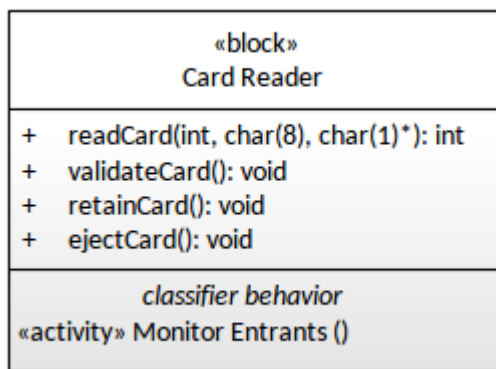 «block»
Card Reader
+ readCard(int, char(8), char(1)*): int
+ validateCard(): void
+ retainCard(): void
+ ejectCard(): void
classifier behavior
«activity» Monitor Entrants ()